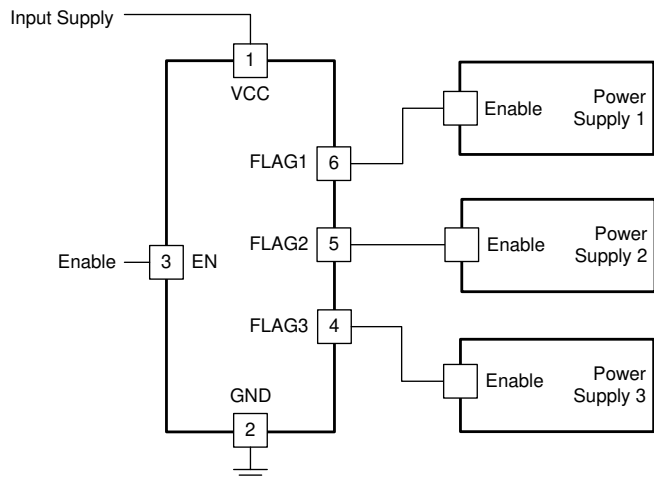 Input Supply
1
VCC
Enable
Power
Supply 1
FLAG1
6
FLAG2
5
Enable
Power
Supply 2
Enable
3
EN
FLAG3
4
Enable
Power
Supply 3
GND
2